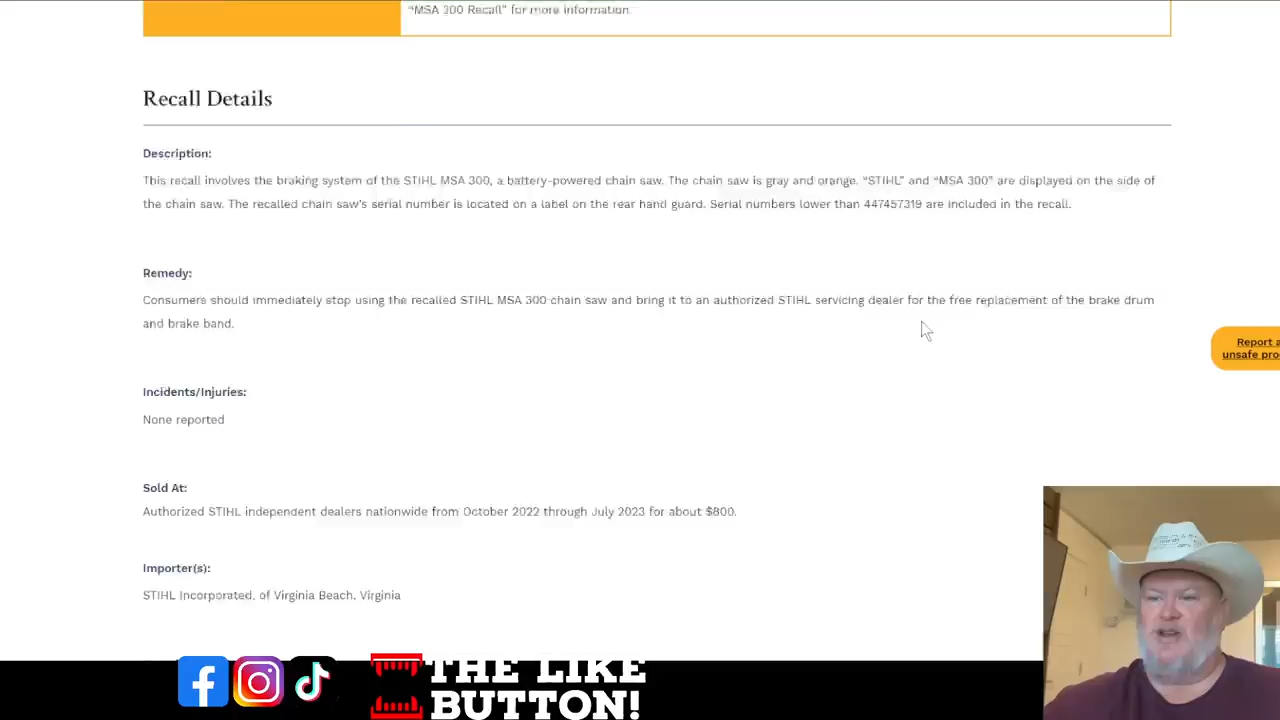 "MSA 300 Recall" for more information.
Recall Details
Description:
This recall involves the braking system of the STIHL MSA 300, a battery-powered chain saw. The chain saw is gray and orange. "STIHL" and "MSA 300" are displayed on the side of
the chain saw. The recalled chain saw's serial number is located on a label on the rear hand guard. Serial numbers lower than 447457319 are included in the recall.
Remedy:
Consumers should immediately stop using the recalled STIHL MSA 300 chain saw and bring it to an authorized STIHL servicing dealer for the free replacement of the brake drum
and brake band.
Report a
unsafe pro
Incidents/Injuries:
None reported
Sold At:
Authorized STIHL independent dealers nationwide from October 2022 through July 2023 for about $800.
Importer(s):
STIHL Incorporated, of Virginia Beach, Virginia
THE LIKE
BUTTON!